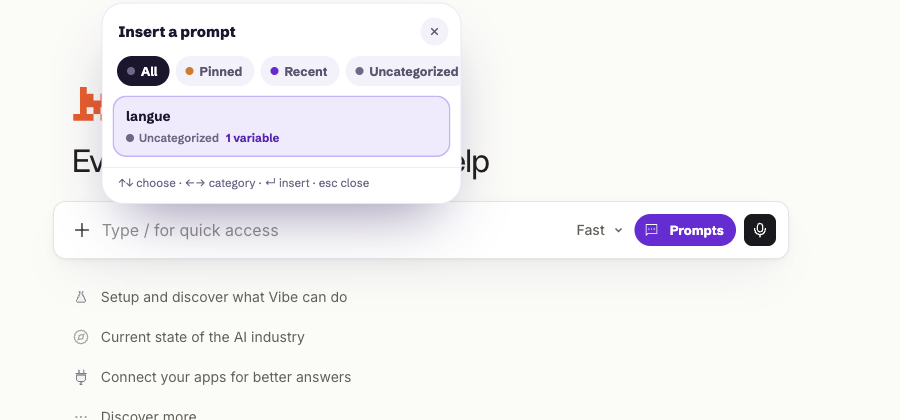 Insert a prompt
All Pinned Recent Uncategorized
langue
Uncategorized 1 variable
↑↓ choose · ←→ category · ↵ insert · esc close
Type / for quick access
Fast Prompts
Setup and discover what Vibe can do
Current state of the AI industry
Connect your apps for better answers
Discover more